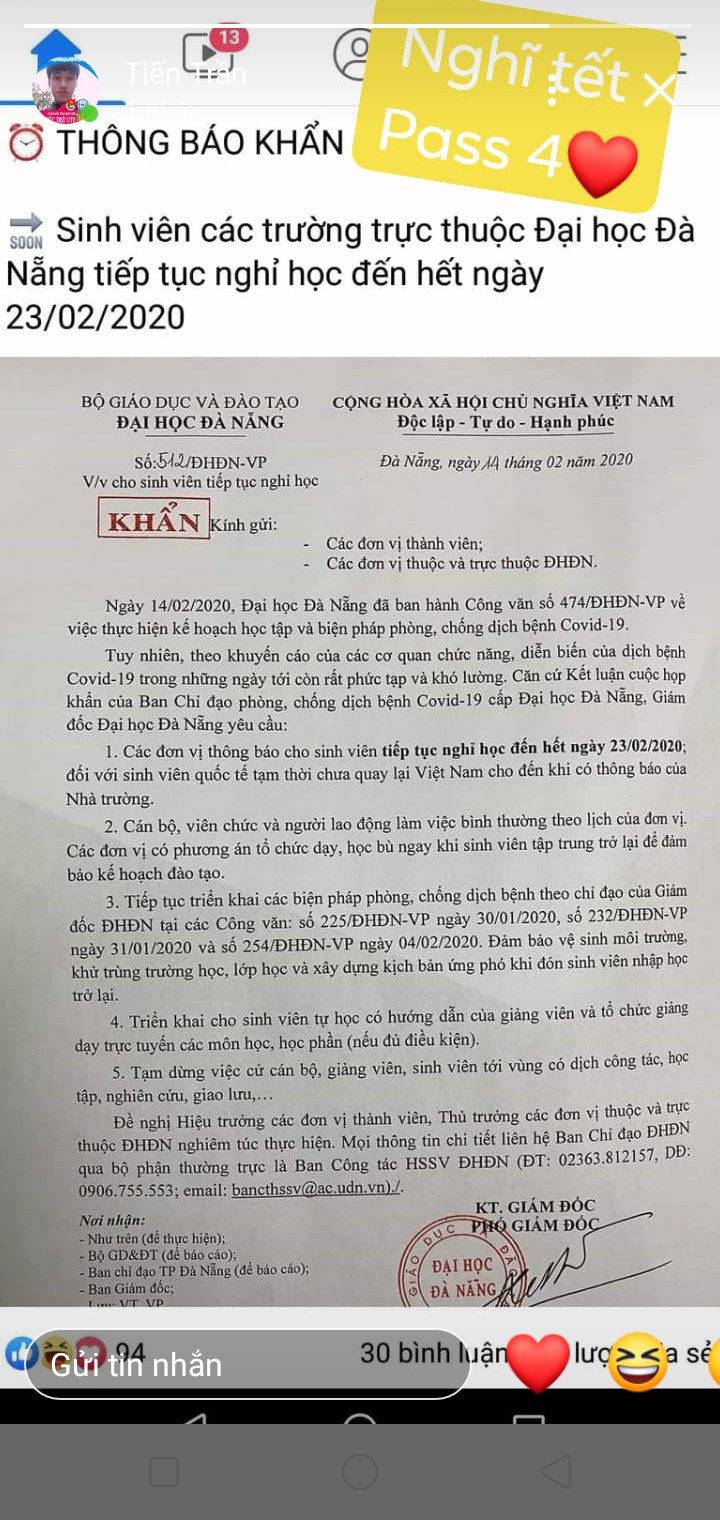 13
Tiến Trần
Nghĩ tết
Pass 4
THÔNG BÁO KHẨN
SOON Sinh viên các trường trực thuộc Đại học Đà
Nẵng tiếp tục nghỉ học đến hết ngày
23/02/2020
BỘ GIÁO DỤC VÀ ĐÀO TẠO
ĐẠI HỌC ĐÀ NẴNG
CỘNG HÒA XÃ HỘI CHỦ NGHĨA VIỆT NAM
Độc lập - Tự do - Hạnh phúc
Số:512/ĐHĐN-VP
V/v cho sinh viên tiếp tục nghỉ học
Đà Nẵng, ngày 14 tháng 02 năm 2020
KHẨN Kính gửi:
- Các đơn vị thành viên;
- Các đơn vị thuộc và trực thuộc ĐHĐN.
Ngày 14/02/2020, Đại học Đà Nẵng đã ban hành Công văn số 474/ĐHĐN-VP về
việc thực hiện kế hoạch học tập và biện pháp phòng, chống dịch bệnh Covid-19.
Tuy nhiên, theo khuyến cáo của các cơ quan chức năng, diễn biến của dịch bệnh
Covid-19 trong những ngày tới còn rất phức tạp và khó lường. Căn cứ Kết luận cuộc họp
khẩn của Ban Chỉ đạo phòng, chống dịch bệnh Covid-19 cấp Đại học Đà Nẵng, Giám
đốc Đại học Đà Nẵng yêu cầu:
1. Các đơn vị thông báo cho sinh viên tiếp tục nghỉ học đến hết ngày 23/02/2020;
đối với sinh viên quốc tế tạm thời chưa quay lại Việt Nam cho đến khi có thông báo của
Nhà trường.
2. Cán bộ, viên chức và người lao động làm việc bình thường theo lịch của đơn vị.
Các đơn vị có phương án tổ chức dạy, học bù ngay khi sinh viên tập trung trở lại để đảm
bảo kế hoạch đào tạo.
3. Tiếp tục triển khai các biện pháp phòng, chống dịch bệnh theo chỉ đạo của Giám
đốc ĐHĐN tại các Công văn: số 225/ĐHĐN-VP ngày 30/01/2020, số 232/ĐHĐN-VP
ngày 31/01/2020 và số 254/ĐHĐN-VP ngày 04/02/2020. Đảm bảo vệ sinh môi trường,
khử trùng trường học, lớp học và xây dựng kịch bản ứng phó khi đón sinh viên nhập học
trở lại.
4. Triển khai cho sinh viên tự học có hướng dẫn của giảng viên và tổ chức giảng
dạy trực tuyến các môn học, học phần (nếu đủ điều kiện).
5. Tạm dừng việc cử cán bộ, giảng viên, sinh viên tới vùng có dịch công tác, học
tập, nghiên cứu, giao lưu,...
Đề nghị Hiệu trưởng các đơn vị thành viên, Thủ trưởng các đơn vị thuộc và trực
thuộc ĐHĐN nghiêm túc thực hiện. Mọi thông tin chi tiết liên hệ Ban Chỉ đạo ĐHĐN
qua bộ phận thường trực là Ban Công tác HSSV ĐHĐN (ĐT: 02363.812157, DĐ:
0906.755.553; email: bancthssv@ac.udn.vn)./.
Nơi nhận:
- Như trên (để thực hiện);
- Bộ GD&ĐT (để báo cáo);
- Ban chỉ đạo TP Đà Nẵng (để báo cáo);
- Ban Giám đốc;
KT. GIÁM ĐỐC
PHÓ GIÁM ĐỐC
GIÁO DỤC
ĐẠI HỌC
ĐÀ NẴNG
94
30 bình luận
Gửi tin nhắn